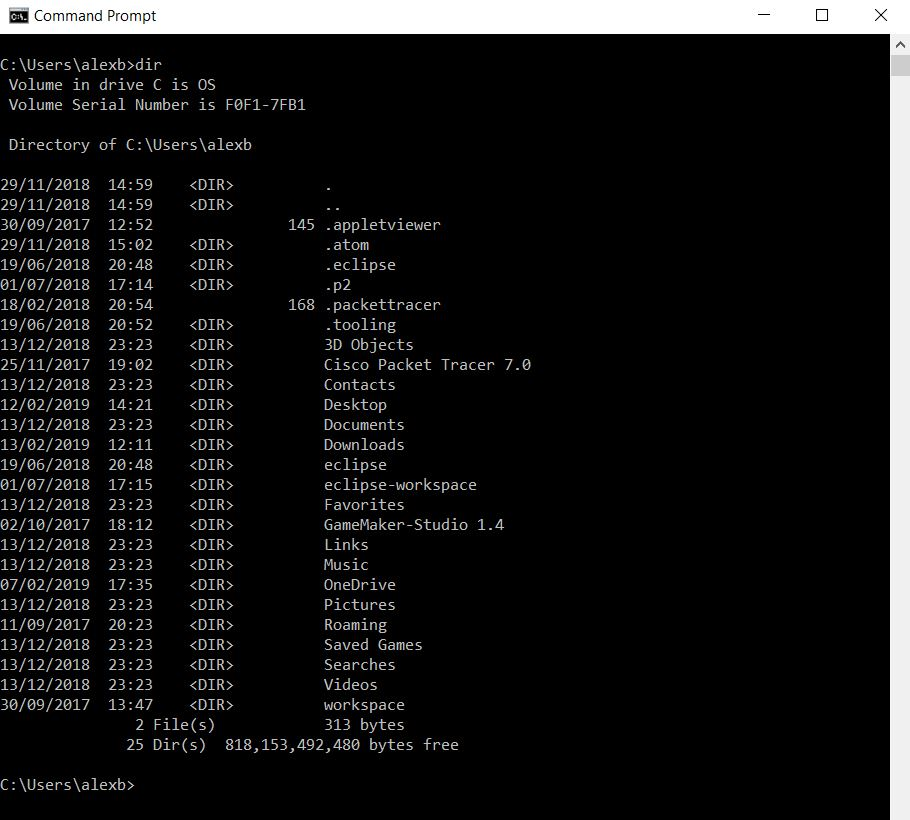 Command Prompt
C:\Users\alexb>dir
 Volume in drive C is OS
 Volume Serial Number is F0F1-7FB1
 Directory of C:\Users\alexb
29/11/2018  14:59    <DIR>          .
29/11/2018  14:59    <DIR>          ..
30/09/2017  12:52               145 .appletviewer
29/11/2018  15:02    <DIR>          .atom
19/06/2018  20:48    <DIR>          .eclipse
01/07/2018  17:14    <DIR>          .p2
18/02/2018  20:54               168 .packettracer
19/06/2018  20:52    <DIR>          .tooling
13/12/2018  23:23    <DIR>          3D Objects
25/11/2017  19:02    <DIR>          Cisco Packet Tracer 7.0
13/12/2018  23:23    <DIR>          Contacts
12/02/2019  14:21    <DIR>          Desktop
13/12/2018  23:23    <DIR>          Documents
13/02/2019  12:11    <DIR>          Downloads
19/06/2018  20:48    <DIR>          eclipse
01/07/2018  17:15    <DIR>          eclipse-workspace
13/12/2018  23:23    <DIR>          Favorites
02/10/2017  18:12    <DIR>          GameMaker-Studio 1.4
13/12/2018  23:23    <DIR>          Links
13/12/2018  23:23    <DIR>          Music
07/02/2019  17:35    <DIR>          OneDrive
13/12/2018  23:23    <DIR>          Pictures
11/09/2017  20:23    <DIR>          Roaming
13/12/2018  23:23    <DIR>          Saved Games
13/12/2018  23:23    <DIR>          Searches
13/12/2018  23:23    <DIR>          Videos
30/09/2017  13:47    <DIR>          workspace
               2 File(s)            313 bytes
              25 Dir(s)  818,153,492,480 bytes free
C:\Users\alexb>